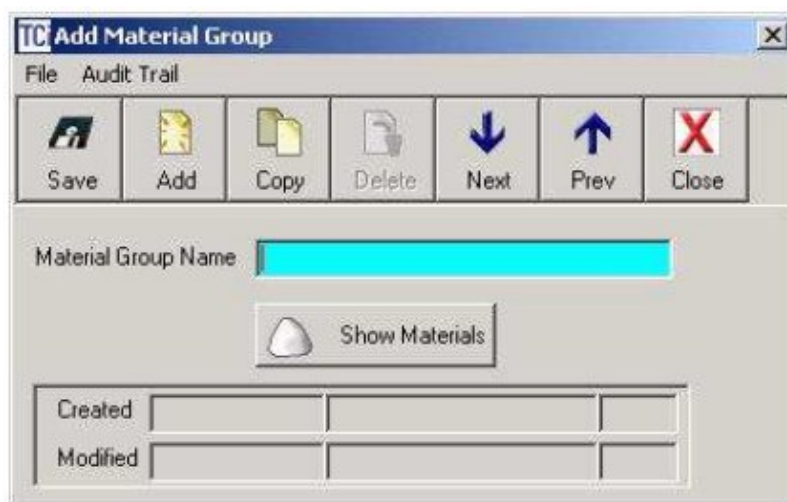 TC Add Material Group
File Audit Trail
Save Add Copy Delete Next Prev Close
Material Group Name
Show Materials
Created
Modified